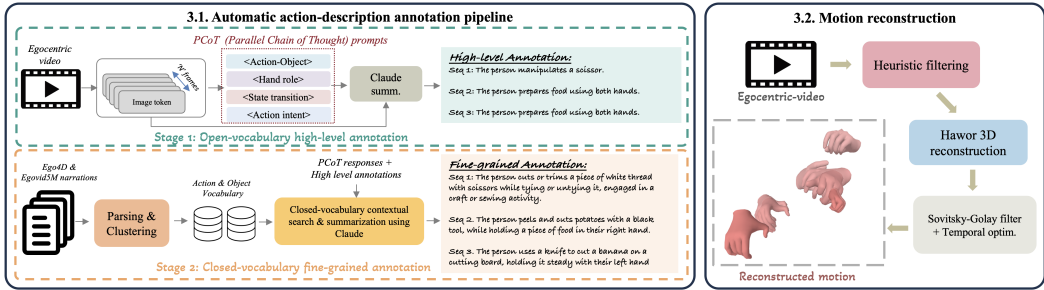 3.1. Automatic action-description annotation pipeline
PCoT (Parallel Chain of Thought) prompts
Egocentric
video
'N' frames
Image token
<Action-Object>
<Hand role>
<State transition>
<Action intent>
Claude
summ.
High-level Annotation:
Seq 1: The person manipulates a scissor.
Seq 2: The person prepares food using both hands.
Seq 3: The person prepares food using both hands.
Stage 1: Open-vocabulary high-level annotation
Ego4D &
Egovid5M narrations
Parsing &
Clustering
Action & Object
Vocabulary
PCoT responses +
High level annotations
Closed-vocabulary contextual
search & summarization using
Claude
Fine-grained Annotation:
Seq 1: The person cuts or trims a piece of white thread
with scissors while tying or untying it, engaged in a
craft or sewing activity.
Seq 2. The person peels and cuts potatoes with a black
tool, while holding a piece of food in their right hand.
Seq 3. The person uses a knife to cut a banana on a
cutting board, holding it steady with their left hand
Stage 2: Closed-vocabulary fine-grained annotation
3.2. Motion reconstruction
Egocentric-video
Heuristic filtering
Hawor 3D
reconstruction
Sovitsky-Golay filter
+ Temporal optim.
Reconstructed motion